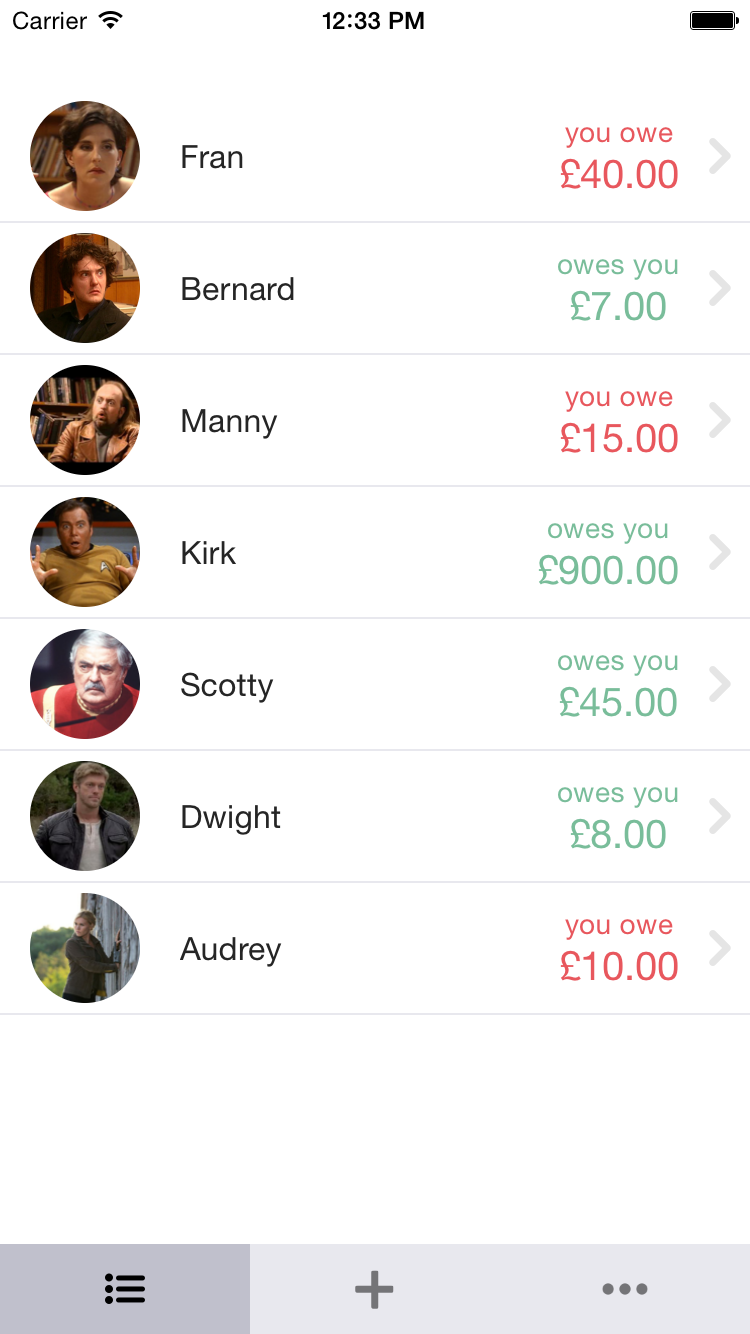 Carrier 12:33 PM
Fran
you owe
£40.00
Bernard
owes you
£7.00
Manny
you owe
£15.00
Kirk
owes you
£900.00
Scotty
owes you
£45.00
Dwight
owes you
£8.00
Audrey
you owe
£10.00